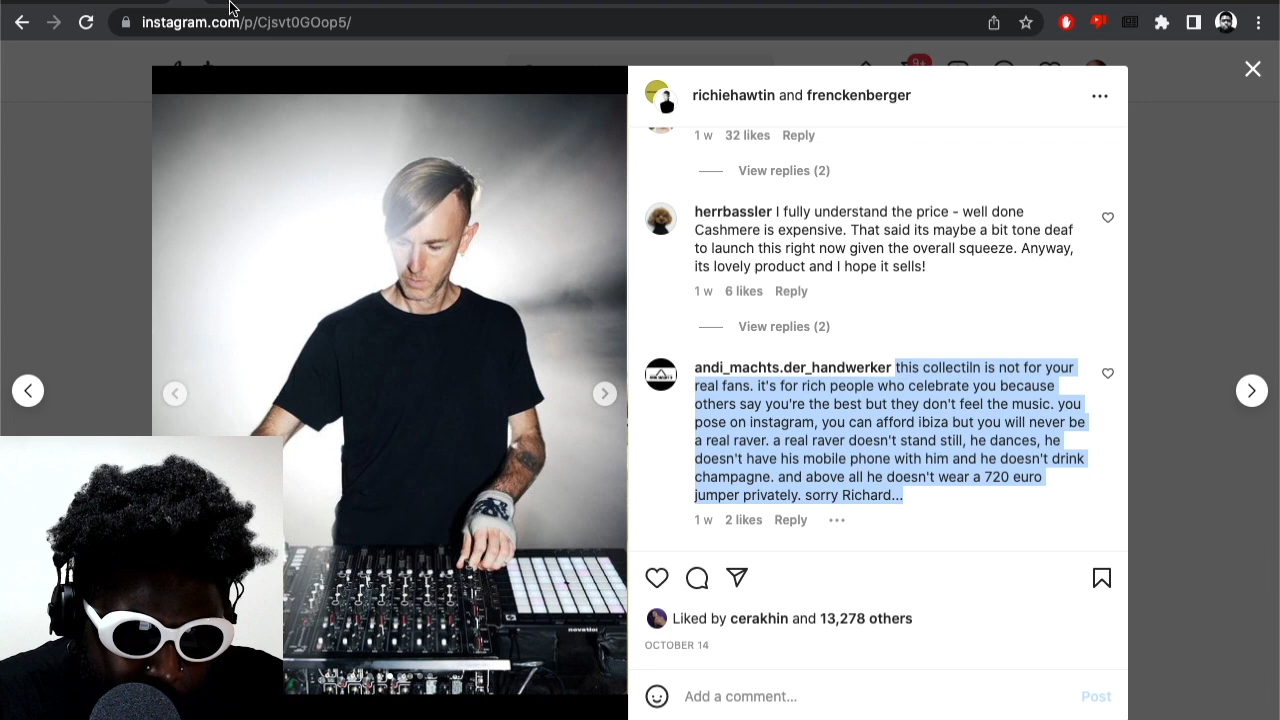 instagram.com/p/Cjsvt0GOop5/
9+
richiehawtin and frenckenberger
1 w 32 likes Reply
View replies (2)
herrbassler I fully understand the price - well done
Cashmere is expensive. That said its maybe a bit tone deaf
to launch this right now given the overall squeeze. Anyway,
its lovely product and I hope it sells!
1 w 6 likes Reply
View replies (2)
andi_machts.der_handwerker this collectiln is not for your
real fans. it's for rich people who celebrate you because
others say you're the best but they don't feel the music. you
pose on instagram, you can afford ibiza but you will never be
a real raver. a real raver doesn't stand still, he dances, he
doesn't have his mobile phone with him and he doesn't drink
champagne. and above all he doesn't wear a 720 euro
jumper privately. sorry Richard...
1 w 2 likes Reply
Liked by cerakhin and 13,278 others
OCTOBER 14
Add a comment...
Post
novation